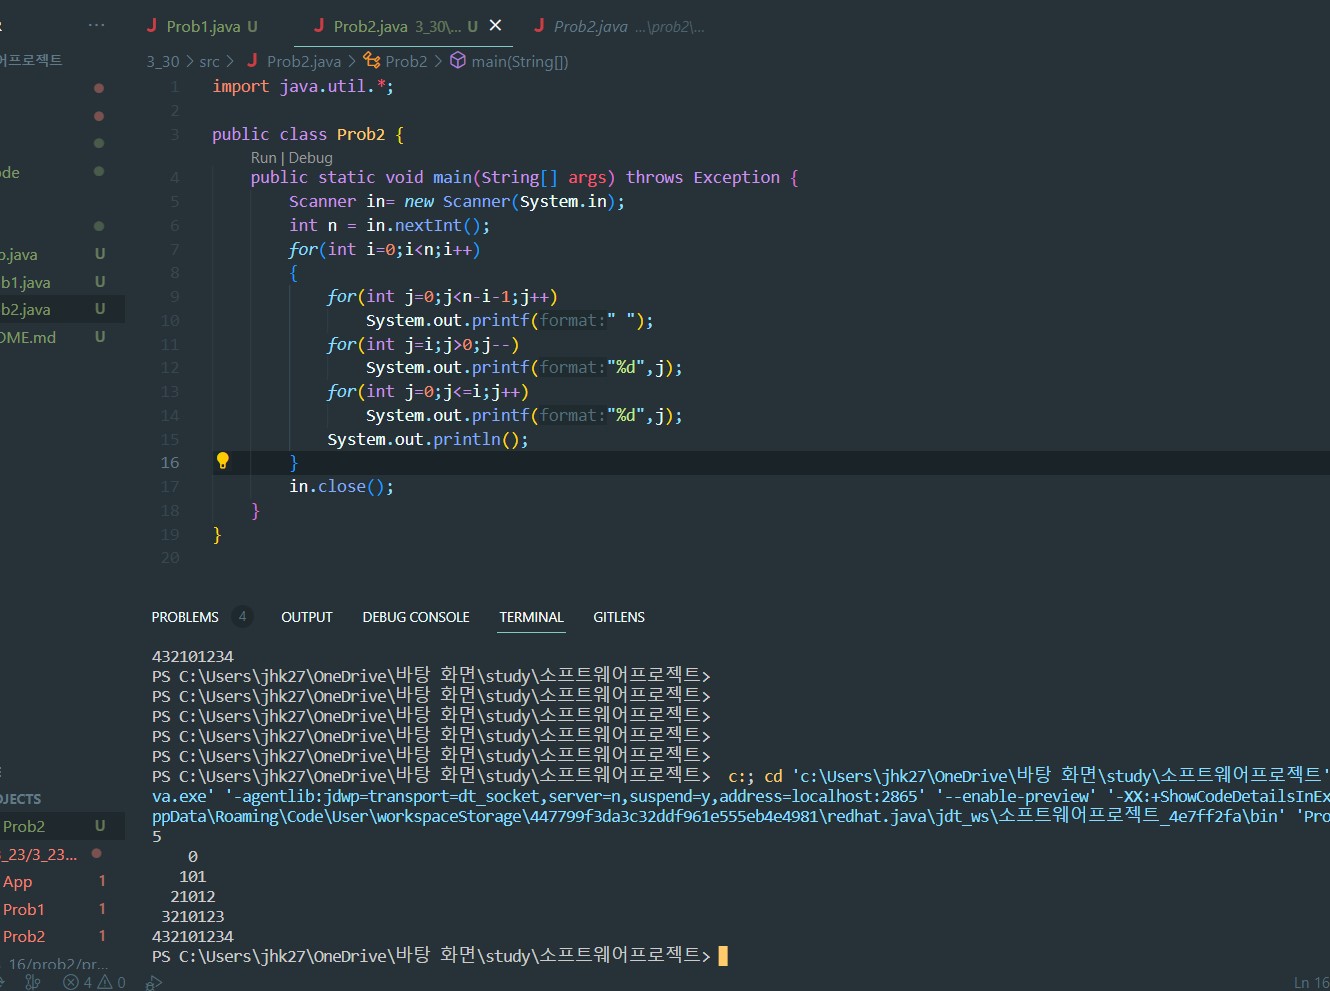 R ... Prob1.java U Prob2.java 3_30\... U × Prob2.java ...\prob2\...
어프로젝트 3_30 > src > Prob2.java > Prob2 > main(String[])
1 import java.util.*;
2
3 public class Prob2 {
Run | Debug
4 public static void main(String[] args) throws Exception {
5 Scanner in= new Scanner(System.in);
6 int n = in.nextInt();
7 for(int i=0;i<n;i++)
8 {
9 for(int j=0;j<n-i-1;j++)
10 System.out.printf(format:" ");
11 for(int j=i;j>0;j--)
12 System.out.printf(format:"%d",j);
13 for(int j=0;j<=i;j++)
14 System.out.printf(format:"%d",j);
15 System.out.println();
16 }
17 in.close();
18 }
19 }
20
ode
o.java U
b1.java U
b2.java U
DME.md U
PROBLEMS 4 OUTPUT DEBUG CONSOLE TERMINAL GITLENS
432101234
PS C:\Users\jhk27\OneDrive\바탕 화면\study\소프트웨어프로젝트>
PS C:\Users\jhk27\OneDrive\바탕 화면\study\소프트웨어프로젝트>
PS C:\Users\jhk27\OneDrive\바탕 화면\study\소프트웨어프로젝트>
PS C:\Users\jhk27\OneDrive\바탕 화면\study\소프트웨어프로젝트>
PS C:\Users\jhk27\OneDrive\바탕 화면\study\소프트웨어프로젝트>
PS C:\Users\jhk27\OneDrive\바탕 화면\study\소프트웨어프로젝트> c:; cd 'c:\Users\jhk27\OneDrive\바탕 화면\study\소프트웨어프로젝트'
va.exe' '-agentlib:jdwp=transport=dt_socket,server=n,suspend=y,address=localhost:2865' '--enable-preview' '-XX:+ShowCodeDetailsInEx
ppData\Roaming\Code\User\workspaceStorage\447799f3da3c32ddf961e555eb4e4981\redhat.java\jdt_ws\소프트웨어프로젝트_4e7ff2fa\bin' 'Pro
5
0
101
21012
3210123
432101234
PS C:\Users\jhk27\OneDrive\바탕 화면\study\소프트웨어프로젝트>
OJECTS
Prob2 U
_23/3_23...
App 1
Prob1 1
Prob2 1
16/prob2/pr...
4 0 Ln 16